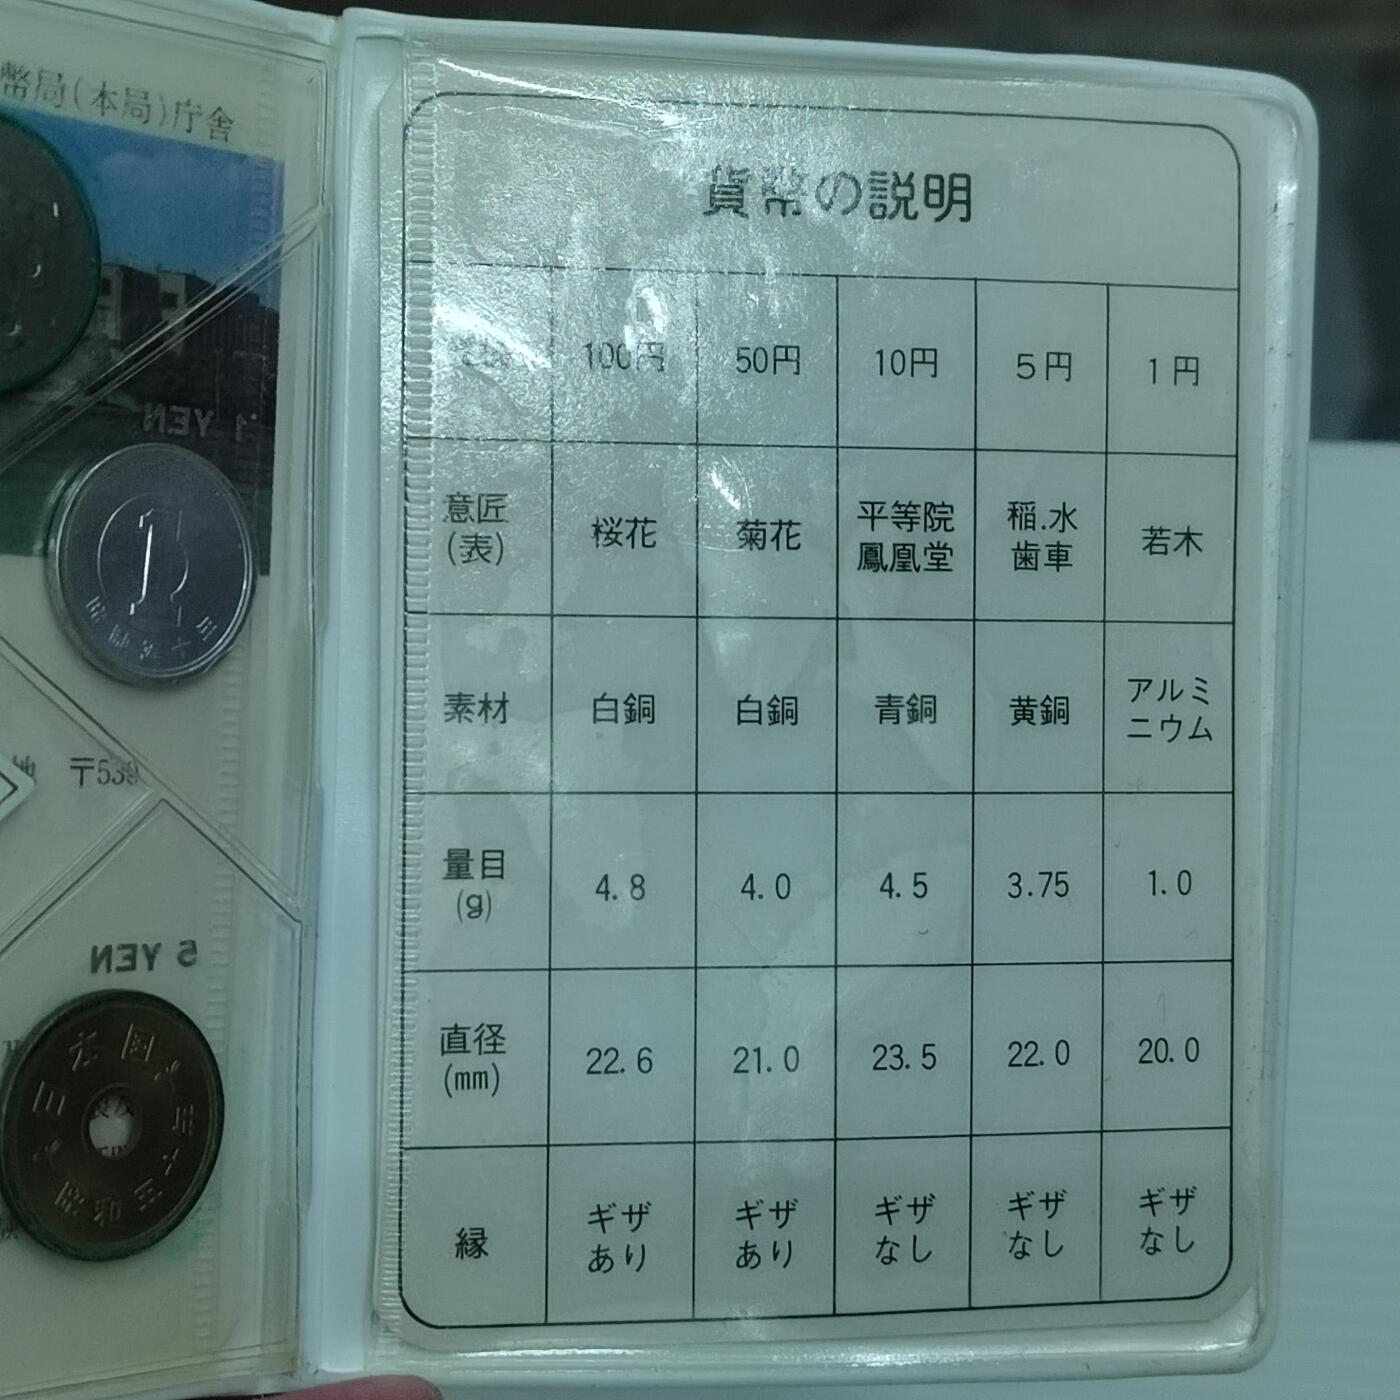 幣局(本局)庁舎
1 YEN
〒539
5 YEN
貨幣の説明
100円 50円 10円 5円 1円
意匠(表) 桜花 菊花 平等院鳳凰堂 稲.水歯車 若木
素材 白銅 白銅 青銅 黄銅 アルミニウム
量目(g) 4.8 4.0 4.5 3.75 1.0
直径(mm) 22.6 21.0 23.5 22.0 20.0
縁 ギザあり ギザあり ギザなし ギザなし ギザなし